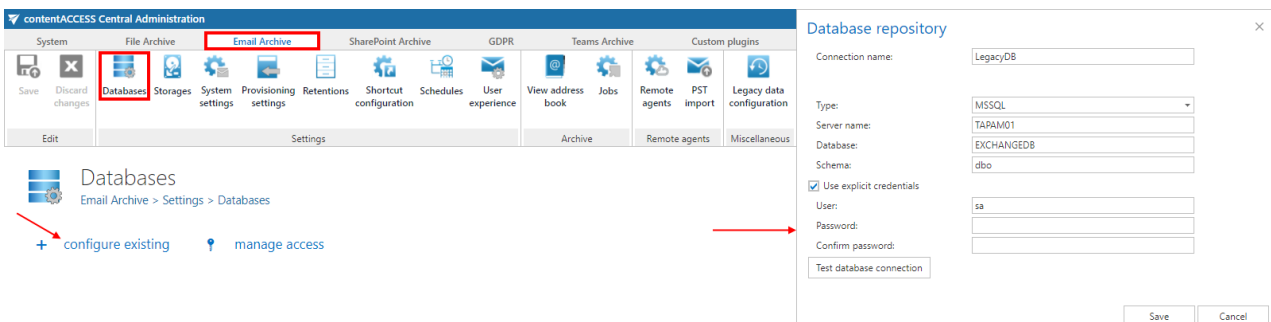 contentACCESS Central Administration
System File Archive Email Archive SharePoint Archive GDPR Teams Archive Custom plugins
Save Discard changes Databases Storages System settings Provisioning settings Retentions Shortcut configuration Schedules User experience View address book Jobs Remote agents PST import Legacy data configuration
Edit Settings Archive Remote agents Miscellaneous
Databases
Email Archive > Settings > Databases
+ configure existing manage access
Database repository
Connection name: LegacyDB
Type: MSSQL
Server name: TAPAM01
Database: EXCHANGEDB
Schema: dbo
Use explicit credentials
User: sa
Password:
Confirm password:
Test database connection
Save Cancel